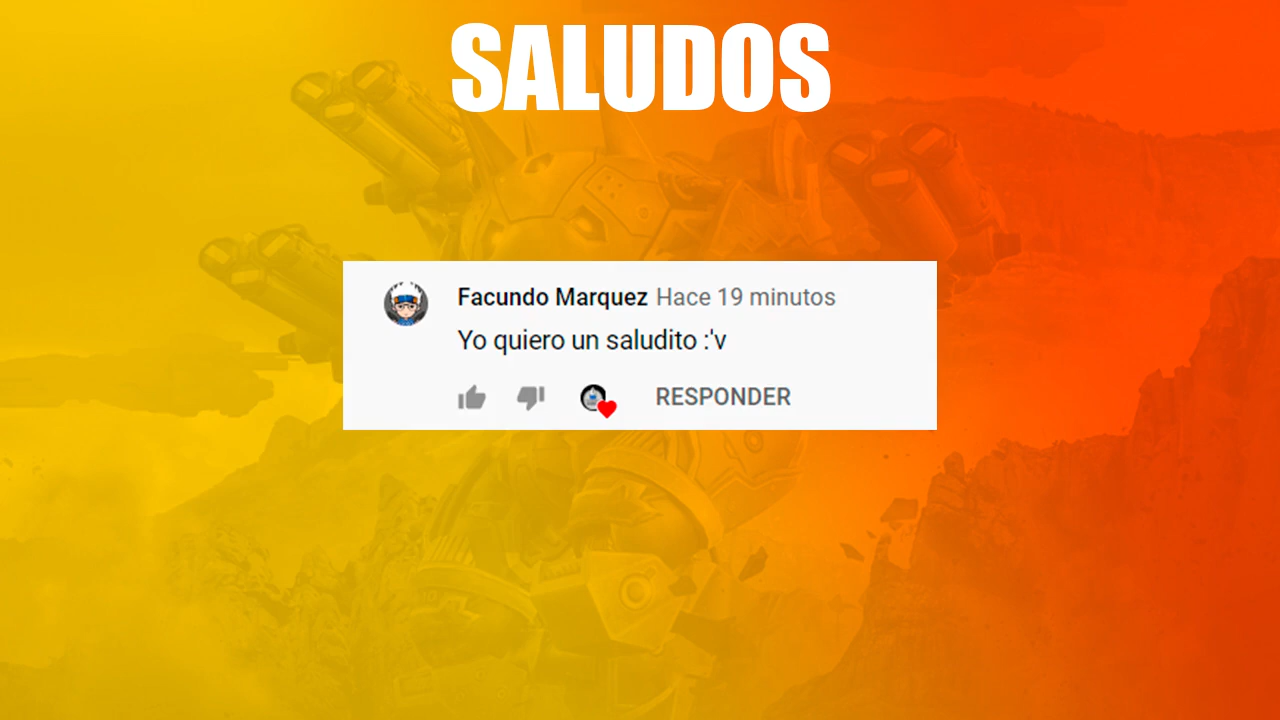 SALUDOS
Facundo Marquez Hace 19 minutos
Yo quiero un saludito :'v
RESPONDER